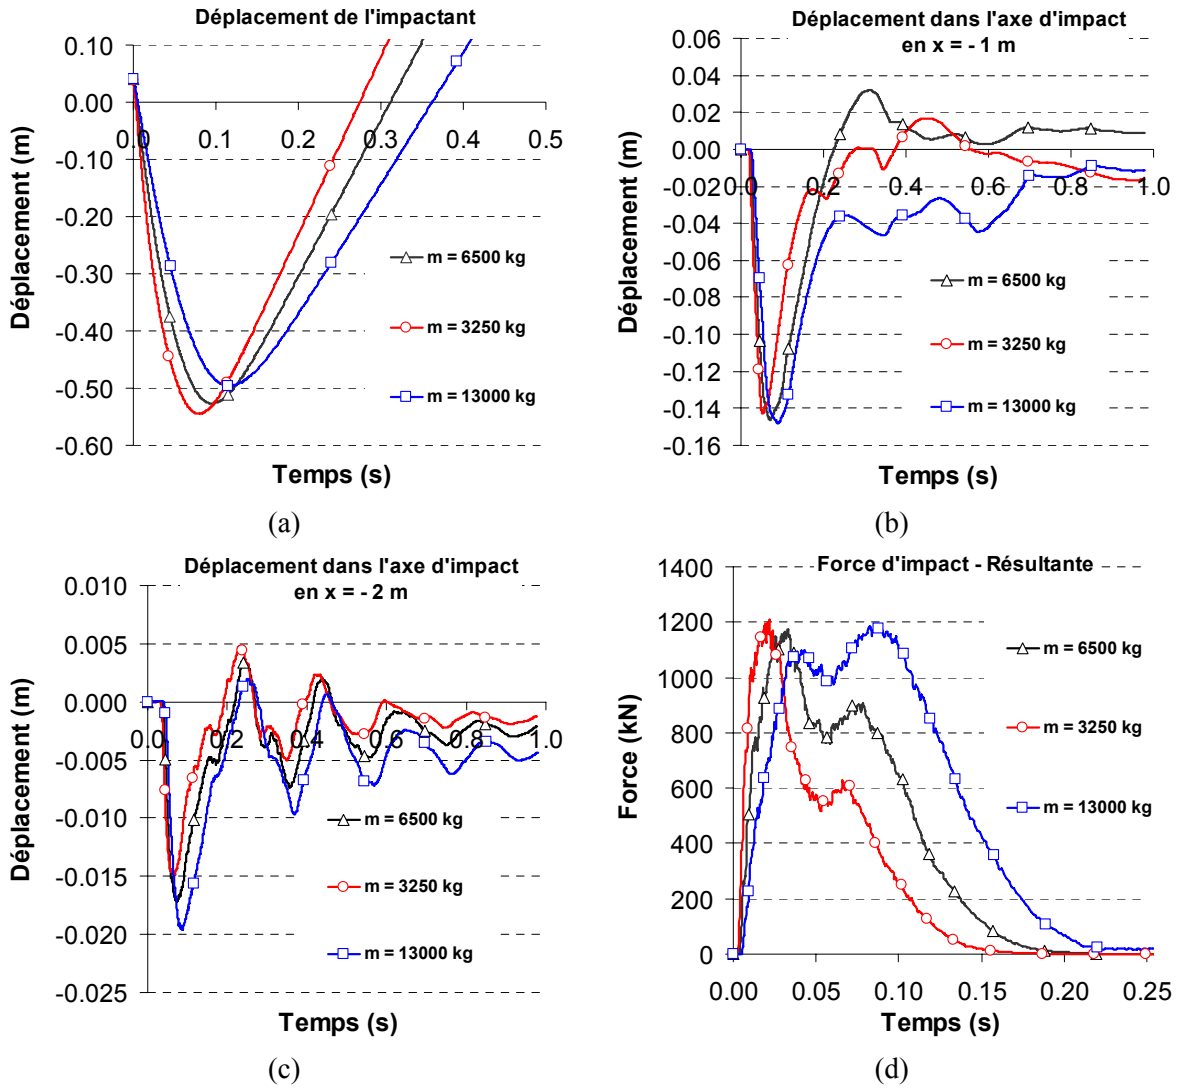 Déplacement de l'impactant
0.10
0.00
-0.10
-0.20
-0.30
-0.40
-0.50
-0.60
0.0
0.1
0.2
0.3
0.4
0.5
Déplacement (m)
Temps (s)
m = 6500 kg
m = 3250 kg
m = 13000 kg
(a)
Déplacement dans l'axe d'impact
en x = - 1 m
0.06
0.04
0.02
0.00
-0.02
-0.04
-0.06
-0.08
-0.10
-0.12
-0.14
-0.16
0.0
0.2
0.4
0.6
0.8
1.0
Déplacement (m)
Temps (s)
m = 6500 kg
m = 3250 kg
m = 13000 kg
(b)
Déplacement dans l'axe d'impact
en x = - 2 m
0.010
0.005
0.000
-0.005
-0.010
-0.015
-0.020
-0.025
0.0
0.2
0.4
0.6
0.8
1.0
Déplacement (m)
Temps (s)
m = 6500 kg
m = 3250 kg
m = 13000 kg
(c)
Force d'impact - Résultante
1400
1200
1000
800
600
400
200
0
0.00
0.05
0.10
0.15
0.20
0.25
Force (kN)
Temps (s)
m = 6500 kg
m = 3250 kg
m = 13000 kg
(d)